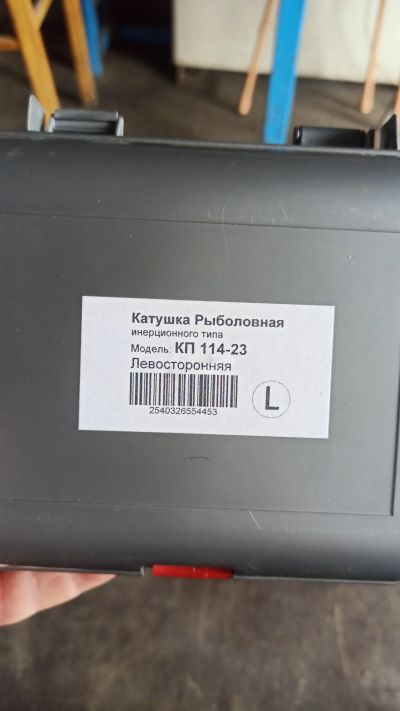 Катушка Рыболовная
инерционного типа
Модель: КП 114-23
Левосторонняя
L
2540326554453